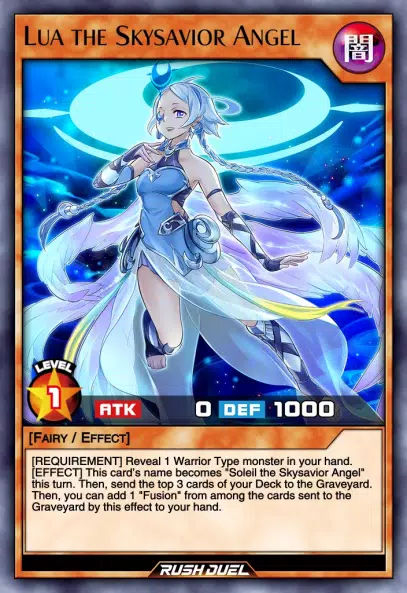 Lua the Skysavior Angel
闇
LEVEL
1
ATK 0 DEF 1000
[Fairy / Effect]
[REQUIREMENT] Reveal 1 Warrior Type monster in your hand.
[EFFECT] This card's name becomes "Soleil the Skysavior Angel"
this turn. Then, send the top 3 cards of your Deck to the Graveyard.
Then, you can add 1 "Fusion" from among the cards sent to the
Graveyard by this effect to your hand.
RUSH DUEL